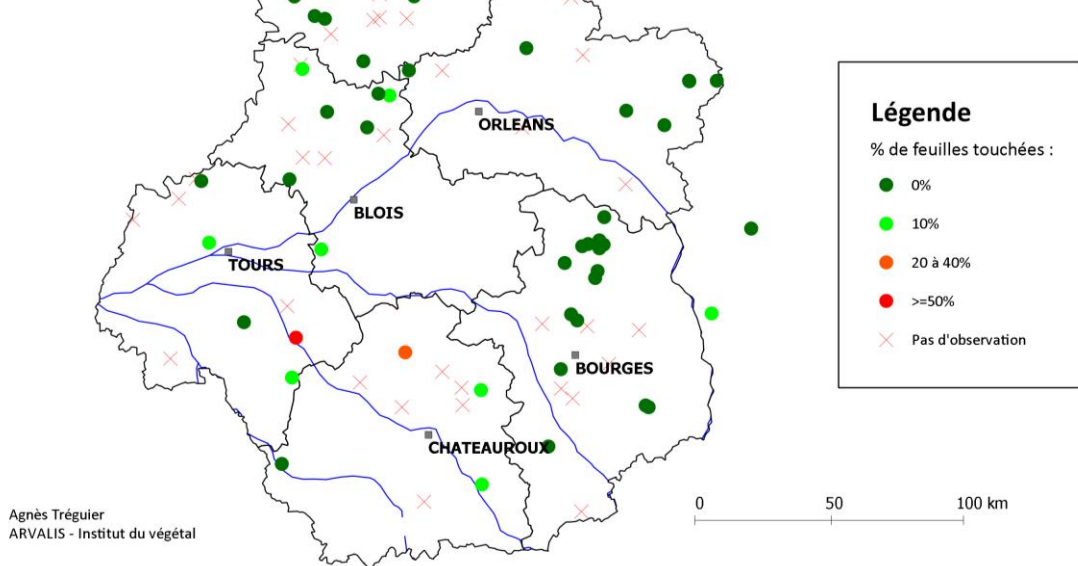 ORLEANS
BLOIS
TOURS
BOURGES
CHATEAUROUX
Légende
% de feuilles touchées :
0%
10%
20 à 40%
>=50%
Pas d'observation
0 50 100 km
Agnès Tréguier
ARVALIS - Institut du végétal